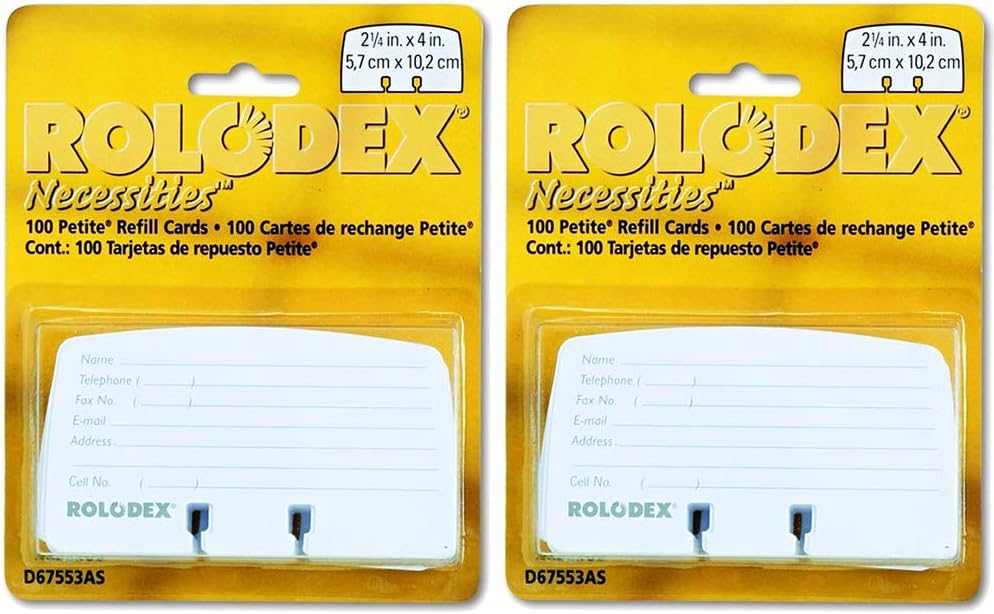 2¼ in. x 4 in.
5,7 cm x 10,2 cm
ROLODEX®
Necessities™
100 Petite® Refill Cards • 100 Cartes de rechange Petite®
Cont.: 100 Tarjetas de repuesto Petite®
Name
Telephone ( )
Fax No. ( )
E-mail
Address
Cell No. ( )
ROLODEX®
D67553AS
2¼ in. x 4 in.
5,7 cm x 10,2 cm
ROLODEX®
Necessities™
100 Petite® Refill Cards • 100 Cartes de rechange Petite®
Cont.: 100 Tarjetas de repuesto Petite®
Name
Telephone ( )
Fax No. ( )
E-mail
Address
Cell No. ( )
ROLODEX®
D67553AS